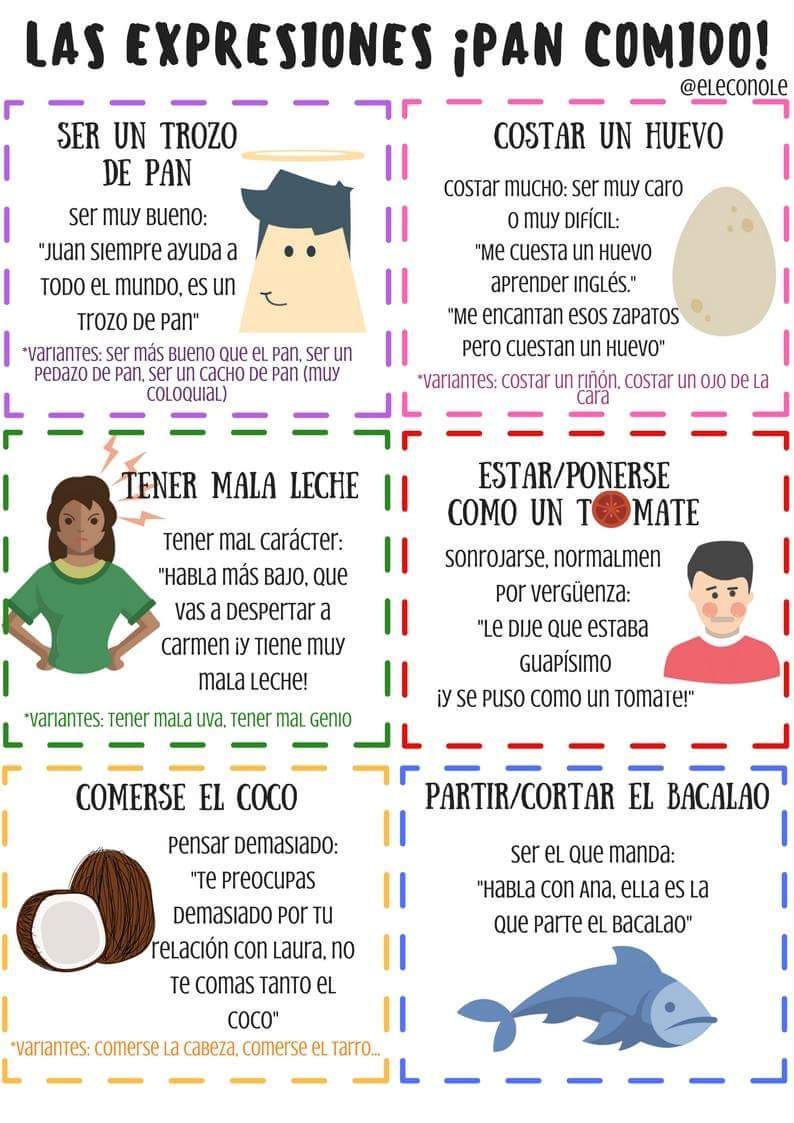 LAS EXPRESIONES ¡PAN COMIDO!
@eleconole
SER UN TROZO
DE PAN
Ser muy bueno:
"Juan siempre ayuda a
todo el mundo, es un
trozo de pan"
*Variantes: ser más bueno que el pan, ser un
pedazo de pan, ser un cacho de pan (muy
coloquial)
COSTAR UN HUEVO
Costar mucho: ser muy caro
o muy difícil:
"Me cuesta un huevo
aprender inglés."
"Me encantan esos zapatos
pero cuestan un huevo"
*Variantes: costar un riñón, costar un ojo de la
cara
TENER MALA LECHE
Tener mal carácter:
"Habla más bajo, que
vas a despertar a
Carmen ¡y tiene muy
mala leche!
*Variantes: tener mala uva, tener mal genio
ESTAR/PONERSE
COMO UN TOMATE
Sonrojarse, normalmen
por vergüenza:
"Le dije que estaba
guapísimo
¡y se puso como un tomate!"
COMERSE EL COCO
Pensar demasiado:
"Te preocupas
demasiado por tu
relación con Laura, no
te comas tanto el
coco"
*Variantes: comerse la cabeza, comerse el tarro...
PARTIR/CORTAR EL BACALAO
Ser el que manda:
"Habla con Ana, ella es la
que parte el bacalao"